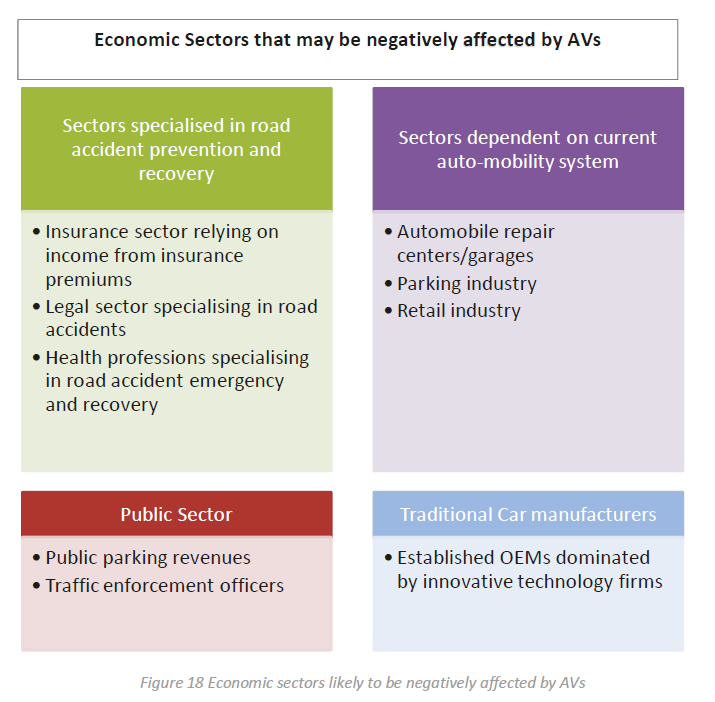 Economic Sectors that may be negatively affected by AVs
Sectors specialised in road
accident prevention and
recovery
• Insurance sector relying on
income from insurance
premiums
• Legal sector specialising in road
accidents
• Health professions specialising
in road accident emergency
and recovery
Sectors dependent on current
auto-mobility system
• Automobile repair
centers/garages
• Parking industry
• Retail industry
Public Sector
• Public parking revenues
• Traffic enforcement officers
Traditional Car manufacturers
• Established OEMs dominated
by innovative technology firms
Figure 18 Economic sectors likely to be negatively affected by AVs